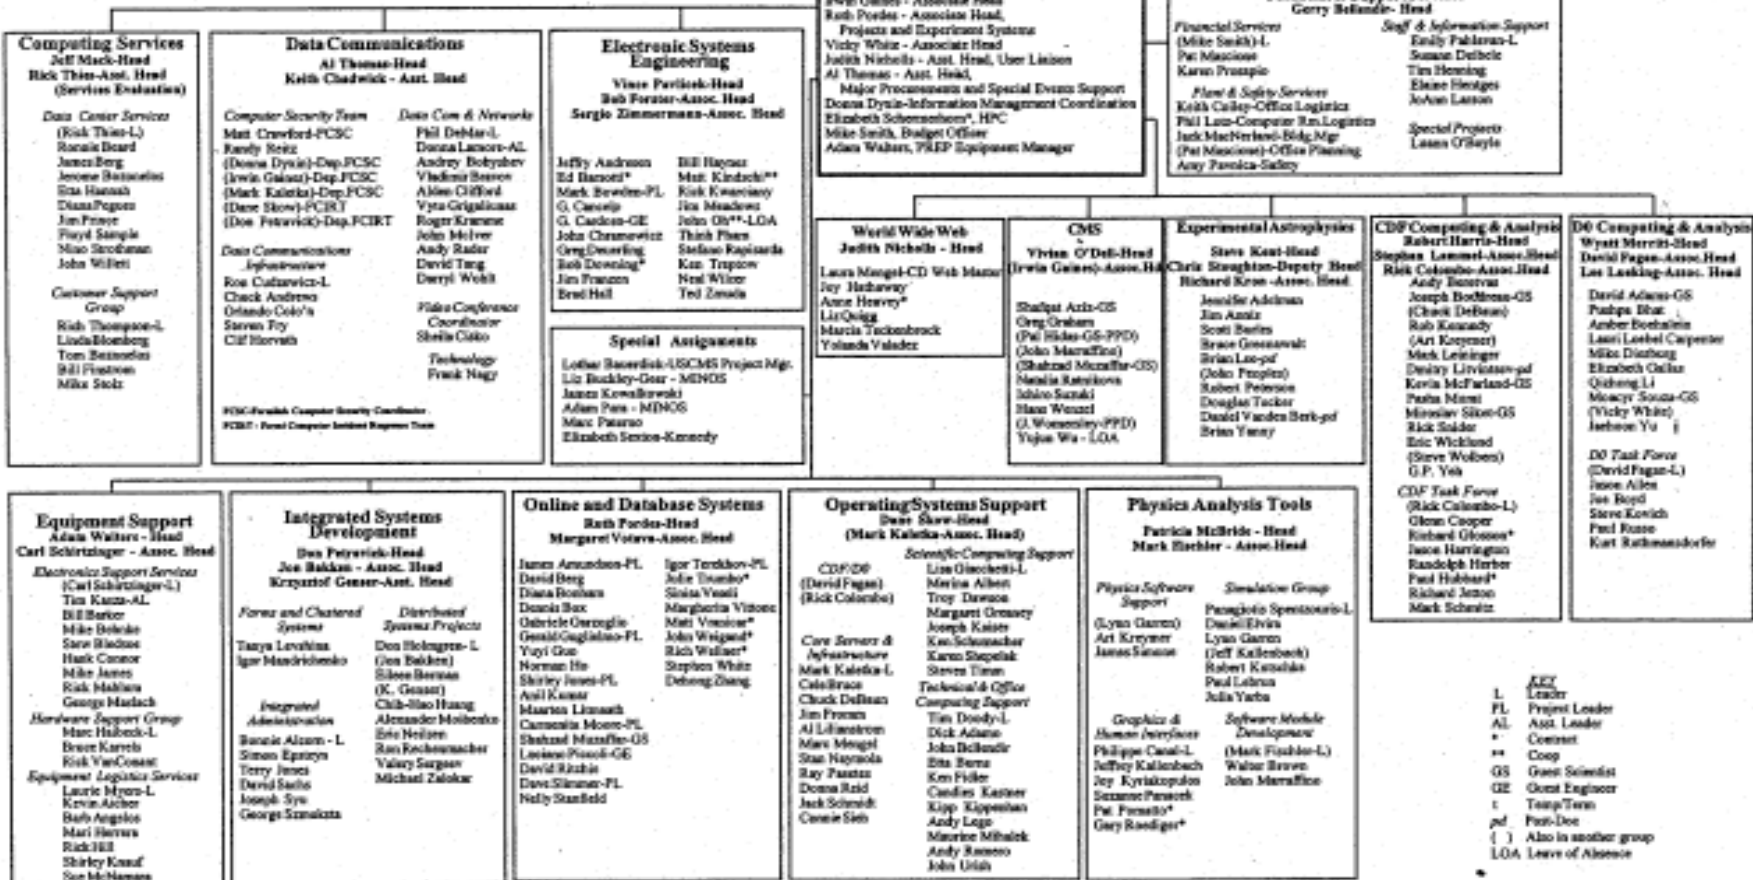 Ruth Pordes - Associate Head,
Projects and Experiment Systems
Vicky White - Associate Head
Judith Nicholls - Asst. Head, User Liaison
Al Thomas - Asst. Head,
Major Procurements and Special Events Support
Donna Dyxin-Information Management Coordination
Elizabeth Schermerhorn*, HPC
Mike Smith, Budget Officer
Adam Walters, PREP Equipment Manager
Gerry Bellendir- Head
Financial Services
(Mike Smith)-L
Pat Mascione
Karen Prosapio
Plant & Safety Services
Keith Coiley-Office Logistics
Phil Lutz-Computer Rm.Logistics
Jack MacNerland-Bldg.Mgr
(Pat Mascione)-Office Planning
Amy Pavnica-Safety
Staff & Information Support
Emily Pahlavan-L
Suzann
Tim Henning
Elaine Hentges
JoAnn Larson
Special Projects
Luann O'Boyle
Computing Services
Jeff Mack-Head
Rick Thies-Asst. Head
(Services Evaluation)
Data Center Services
(Rick Thies-L)
Ronnie Beard
James Berg
Jerome Bozonelos
Etta Hannah
Diana Pegues
Jim Prince
Floyd Sample
Nino Strothman
John Willett
Customer Support
Group
Rich Thompson-L
Linda Blomberg
Tom Bozonelos
Bill Finstrom
Mike Stolz
Data Communications
Al Thomas-Head
Keith Chadwick - Asst. Head
Computer Security Team
Matt Crawford-FCSC
Randy Reitz
(Donna Dyxin)-Dep.FCSC
(Irwin Gaines)-Dep.FCSC
(Mark Kaletka)-Dep.FCSC
(Dane Skow)-FCIRT
(Don Petravick)-Dep.FCIRT
Data Communications
Infrastructure
Ron Cudzewicz-L
Chuck Andrews
Orlando Colo'n
Steven Fry
Clif Horvath
FCSC-Fermilab Computer Security Coordinator
FCIRT - Fermi Computer Incident Response Team
Data Com & Networks
Phil DeMar-L
Donna Lamore-AL
Andrey Bobyshev
Vladimir Bravov
Alden Clifford
Vyto Grigaliunas
Roger Kramme
John McIver
Andy Rader
David Tang
Darryl Wohlt
Video Conference
Coordinator
Sheila Cisko
Technology
Frank Nagy
Electronic Systems
Engineering
Vince Pavlicek-Head
Bob Forster-Assoc. Head
Sergio Zimmermann-Assoc. Head
Jeffry Andresen
Ed Barsotti*
Mark Bowden-PL
G. Cancelo
G. Cardoso-GE
John Chramowicz
Greg Deuerling
Bob Downing*
Jim Franzen
Brad Hall
Bill Haynes
Matt Kindschi**
Rick Kwarciany
Jim Meadows
John Oh**-LOA
Thinh Pham
Stefano Rapisarda
Ken Treptow
Neal Wilcer
Ted Zmuda
Special Assignments
Lothar Bauerdick-USCMS Project Mgr.
Liz Buckley-Geer - MINOS
James Kowalkowski
Adam Para - MINOS
Marc Paterno
Elizabeth Sexton-Kennedy
World Wide Web
Judith Nicholls - Head
Laura Mengel-CD Web Master
Joy Hathaway
Anne Heavey*
Liz Quigg
Marcia Teckenbrock
Yolanda Valadez
CMS
Vivian O'Dell-Head
(Irwin Gaines)-Assoc.Hd
Shafqat Aziz-GS
Greg Graham
(Pal Hidas-GS-PPD)
(John Marraffino)
(Shahzad Muzaffar-GS)
Natalia Ratnikova
Ichiro Suzuki
Hans Wenzel
(J.Womersley-PPD)
Yujun Wu - LOA
Experimental Astrophysics
Steve Kent-Head
Chris Stoughton-Deputy Head
Richard Kron -Assoc. Head
Jennifer Adelman
Jim Annis
Scott Burles
Bruce Greenawalt
Brian Lee-pd
(John Peoples)
Robert Peterson
Douglas Tucker
Daniel Vanden Berk-pd
Brian Yanny
CDF Computing & Analysis
Robert Harris-Head
Stephan Lammel-Assoc.Head
Rick Colombo-Assoc.Head
Andy Beretvas
Joseph Boudreau-GS
(Chuck DeBaun)
Rob Kennedy
(Art Kreymer)
Mark Leininger
Dmitry Litvintsev-pd
Kevin McFarland-GS
Pasha Murat
Miroslav Siket-GS
Rick Snider
Eric Wicklund
(Steve Wolbers)
G.P. Yeh
CDF Task Force
(Rick Colombo-L)
Glenn Cooper
Richard Glosson*
Jason Harrington
Randolph Herber
Paul Hubbard*
Richard Jetton
Mark Schmitz
D0 Computing & Analysis
Wyatt Merritt-Head
David Fagan-Assoc. Head
Lee Lueking-Assoc. Head
David Adams-GS
Pushpa Bhat
Amber Boehnlein
Lauri Loebel Carpenter
Mike Diesburg
Elizabeth Gallas
Qizhong Li
Moacyr Souza-GS
(Vicky White)
Jaehoon Yu
D0 Task Force
(David Fagan-L)
Jason Allen
Joe Boyd
Steve Kovich
Paul Russo
Kurt Ruthmansdorfer
Equipment Support
Adam Walters - Head
Carl Schirtzinger - Assoc. Head
Electronics Support Services
(Carl Schirtzinger-L)
Tim Kasza-AL
Bill Barker
Mike Behnke
Stew Bledsoe
Hank Connor
Mike James
Rick Mahlum
George Murlach
Hardware Support Group
Marc Haibeck-L
Bruce Karrels
Rick VanConant
Equipment Logistics Services
Laurie Myers-L
Kevin Aicher
Barb Angelos
Mari Herrera
Rick Hill
Shirley Knauf
Sue McNamara
Integrated Systems
Development
Don Petravick-Head
Jon Bakken - Assoc. Head
Krzysztof Genser-Asst. Head
Farms and Clustered
Systems
Tanya Levshina
Igor Mandrichenko
Integrated
Administration
Bonnie Alcorn - L
Simon Epsteyn
Terry Jones
David Sachs
Joseph Syu
George Szmuksta
Distributed
Systems Projects
Don Holmgren- L
(Jon Bakken)
Eileen Berman
(K. Genser)
Chih-Hao Huang
Alexander Moibenko
Eric Neilsen
Ron Rechenmacher
Valery Sergeev
Michael Zalokar
Online and Database Systems
Ruth Pordes-Head
Margaret Votava-Assoc. Head
James Amundson-PL
David Berg
Diana Bonham
Dennis Box
Gabriele Garzoglio
Gerald Guglielmo-PL
Yuyi Guo
Norman Ho
Shirley Jones-PL
Anil Kumar
Maarten Litmaath
Carmenita Moore-PL
Shahzad Muzaffar-GS
Luciano Piccoli-GE
David Ritchie
Dave Slimmer-PL
Nelly Stanfield
Igor Terekhov-PL
Julie Trumbo*
Sinisa Veseli
Margherita Vittone
Matt Vranicar*
John Weigand*
Rich Wellner*
Stephen White
Dehong Zhang
Operating Systems Support
Dane Skow-Head
(Mark Kaletka-Assoc. Head)
CDF/D0
(David Fagan)
(Rick Colombo)
Core Servers &
Infrastructure
Mark Kaletka-L
Cele Bruce
Chuck DeBaun
Jim Fromm
Al Lilianstrom
Marc Mengel
Stan Naymola
Ray Pasetes
Donna Reid
Jack Schmidt
Connie Sieh
Scientific Computing Support
Lisa Giacchetti-L
Merina Albert
Troy Dawson
Margaret Greaney
Joseph Kaiser
Ken Schumacher
Karen Shepelak
Steven Timm
Technical & Office
Computing Support
Tim Doody-L
Dick Adamo
John Bellendir
Etta Burns
Ken Fidler
Candies Kastner
Kipp Kippenhan
Andy Lego
Maurine Mihalek
Andy Romero
John Urish
Physics Analysis Tools
Patricia McBride - Head
Mark Fischler - Assoc.Head
Physics Software
Support
(Lynn Garren)
Art Kreymer
James Simone
Graphics &
Human Interfaces
Philippe Canal-L
Jeffrey Kallenbach
Joy Kyriakopulos
Suzanne Panacek
Pat Pomatto*
Gary Roediger*
Simulation Group
Panagiotis Spentzouris-L
Daniel Elvira
Lynn Garren
(Jeff Kallenbach)
Robert Kutschke
Paul Lebrun
Julia Yarba
Software Module
Development
(Mark Fischler-L)
Walter Brown
John Marraffino
KEY
L Leader
PL Project Leader
AL Asst. Leader
* Contract
** Coop
GS Guest Scientist
GE Guest Engineer
t Temp/Term
pd Post-Doc
( ) Also in another group
LOA Leave of Absence